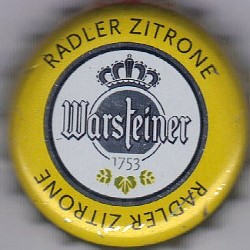 RADLER ZITRONE
Warsteiner
1753
RADLER ZITRONE